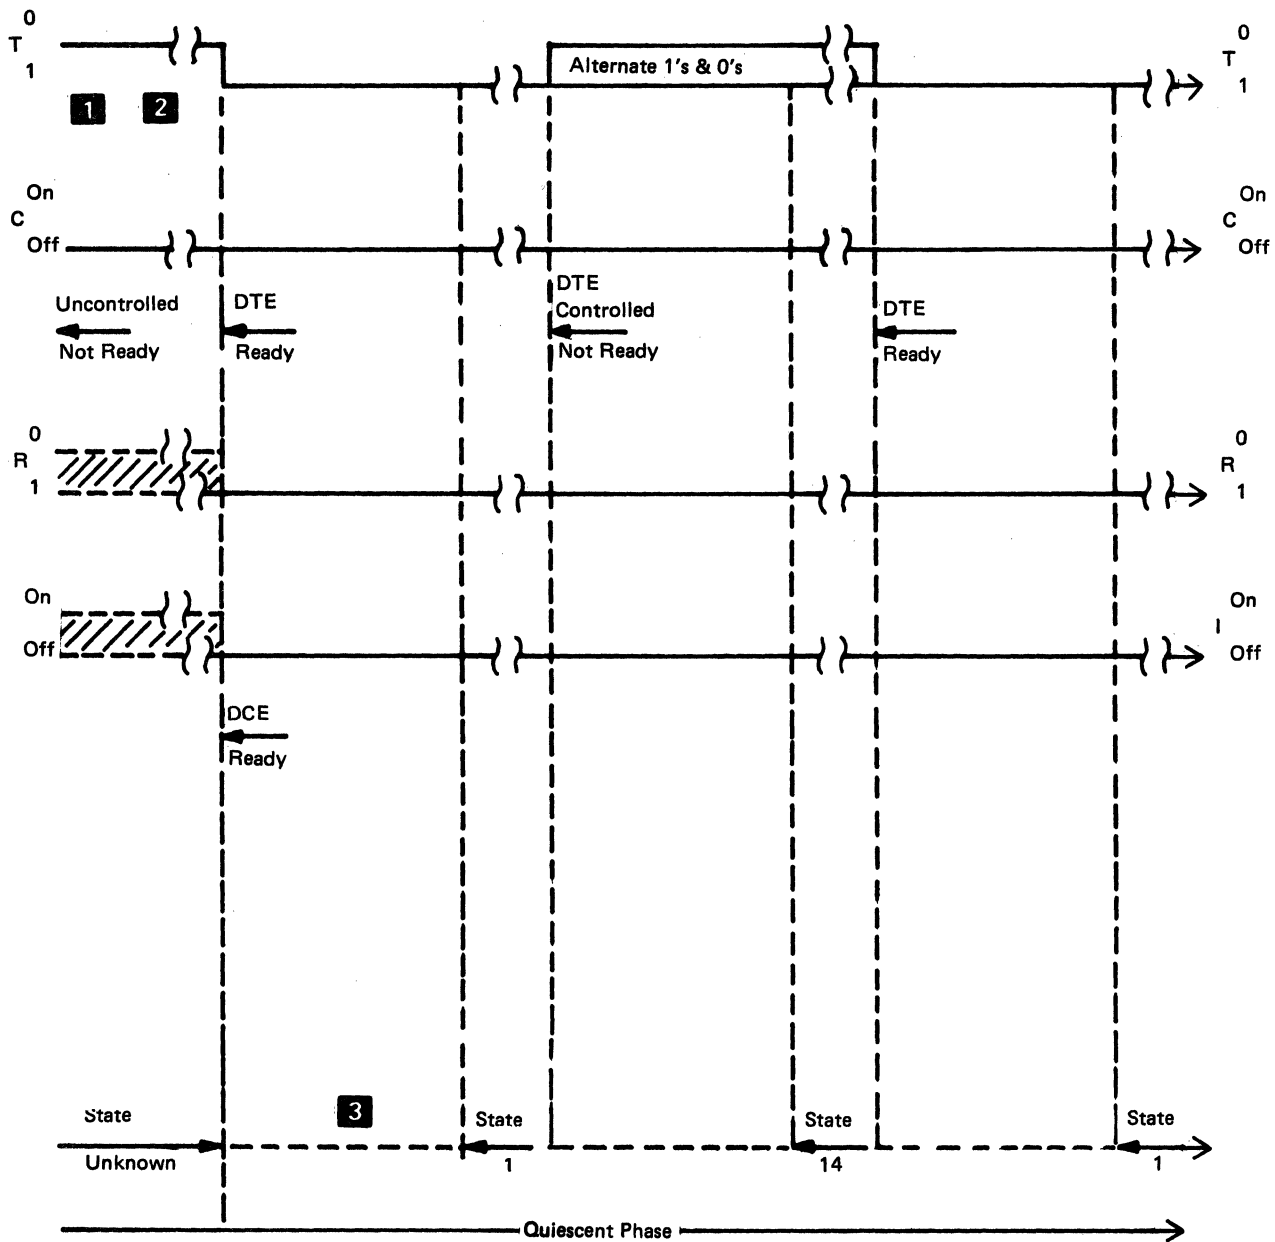 0
T
1
Alternate 1's & 0's
0
T
1
1 2
On
C
Off
On
C
Off
Uncontrolled
Not Ready
DTE
Ready
DTE
Controlled
Not Ready
DTE
Ready
0
R
1
0
R
1
On
Off
On
I
Off
DCE
Ready
3
State
Unknown
State
1
State
14
State
1
Quiescent Phase